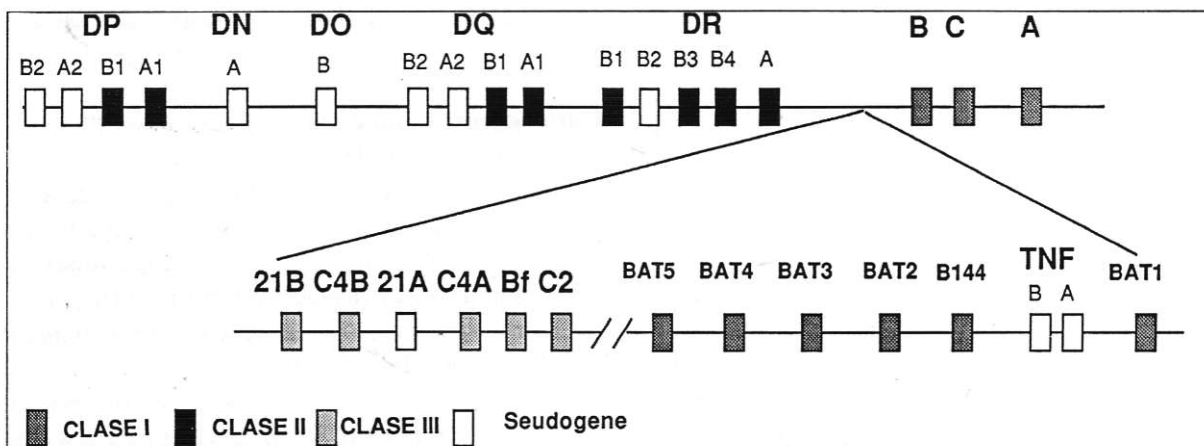 DP DN DO DQ DR B C A
B2 A2 B1 A1 A B B2 A2 B1 A1 B1 B2 B3 B4 A
21B C4B 21A C4A Bf C2 BAT5 BAT4 BAT3 BAT2 B144 TNF BAT1
B A
CLASE I CLASE II CLASE III Seudogene